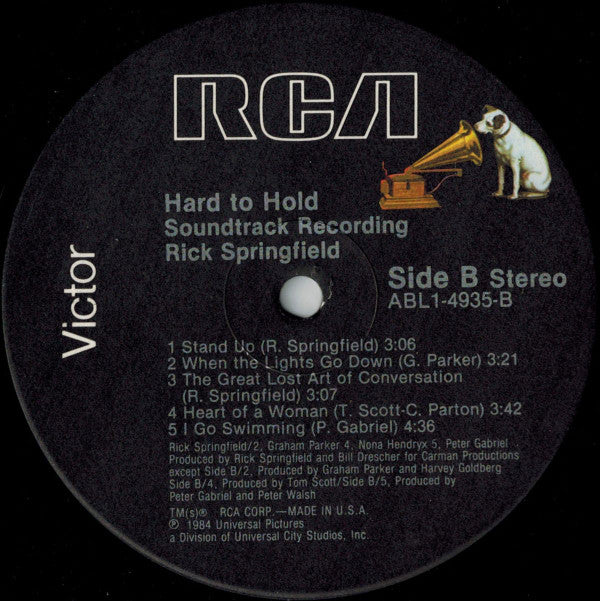 RCA
Victor
Hard to Hold
Soundtrack Recording
Rick Springfield
Side B Stereo
ABL1-4935-B
1 Stand Up (R. Springfield) 3:06
2 When the Lights Go Down (G. Parker) 3:21
3 The Great Lost Art of Conversation
(R. Springfield) 3:07
4 Heart of a Woman (T. Scott-C. Parton) 3:42
5 I Go Swimming (P. Gabriel) 4:36
Rick Springfield/2, Graham Parker 4, Nona Hendryx 5, Peter Gabriel
Produced by Rick Springfield and Bill Drescher for Carman Productions
except Side B/2, Produced by Graham Parker and Harvey Goldberg
Side B/4, Produced by Tom Scott/Side B/5, Produced by
Peter Gabriel and Peter Walsh
TM(s)® RCA CORP.—MADE IN U.S.A.
℗ 1984 Universal Pictures
a Division of Universal City Studios, Inc.